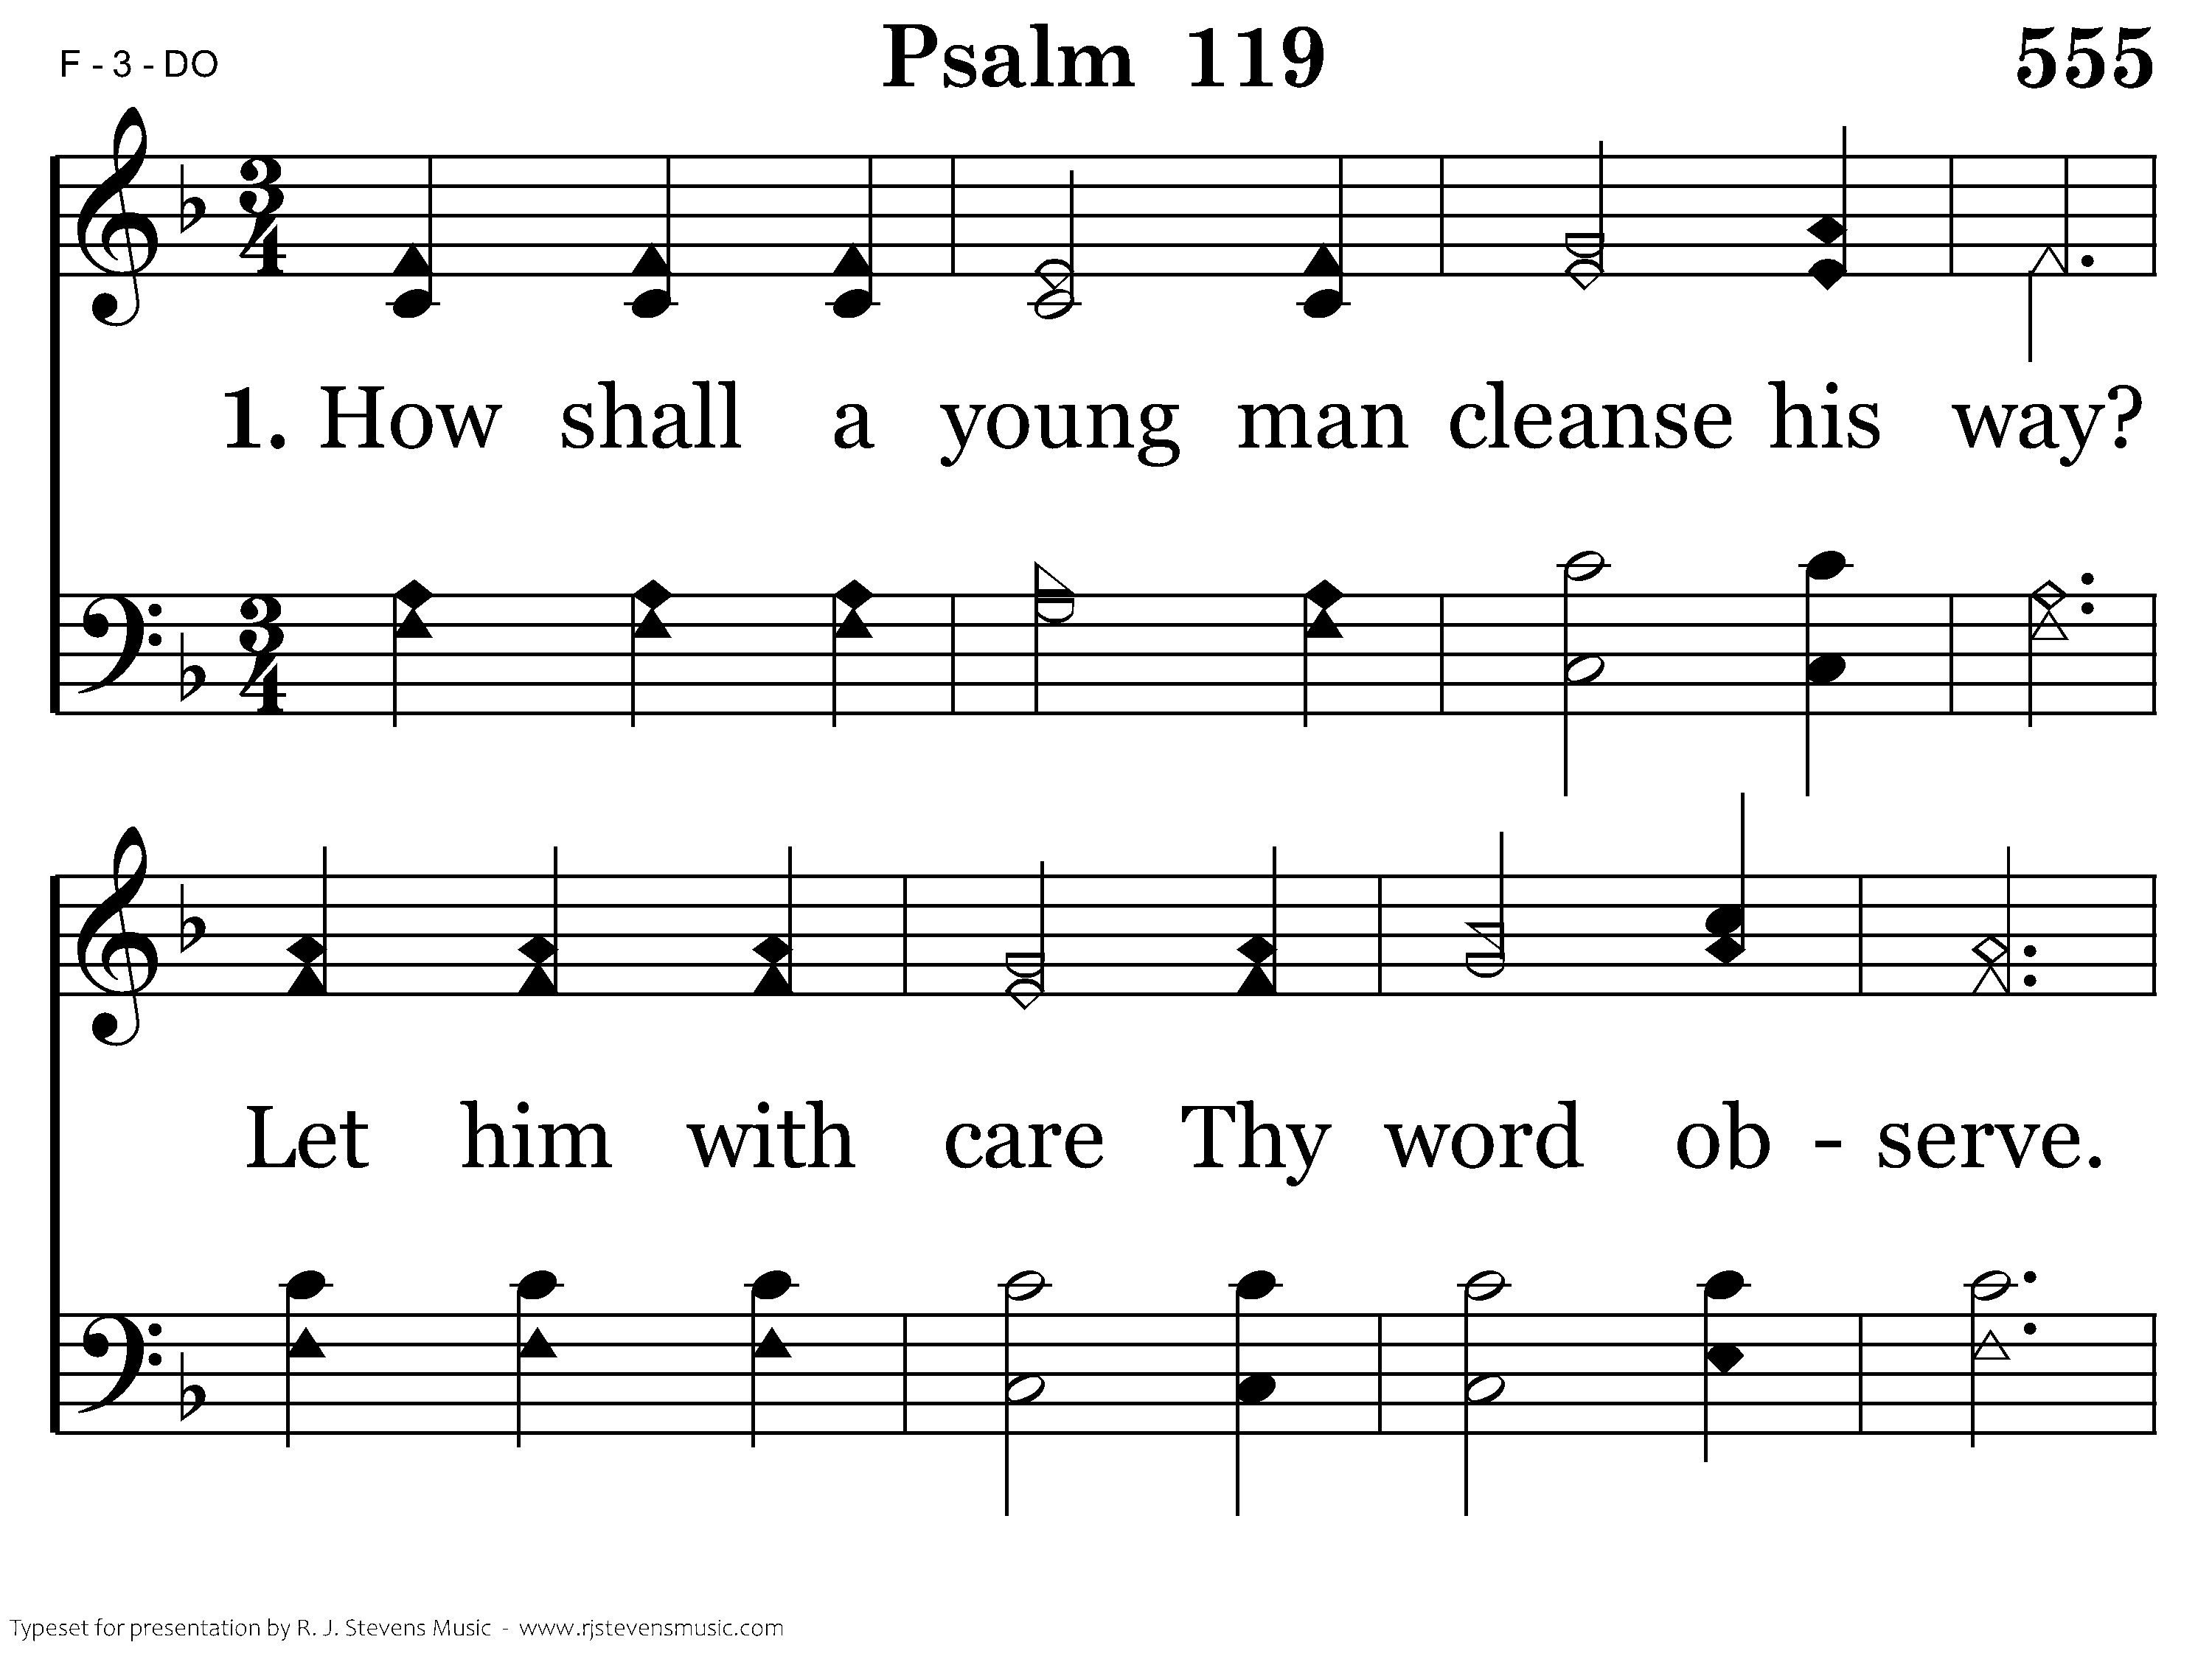 F - 3 - DO Psalm 119 555
1. How shall a young man cleanse his way?
Let him with care Thy word ob - serve.
Typeset for presentation by R. J. Stevens Music - www.rjstevensmusic.com